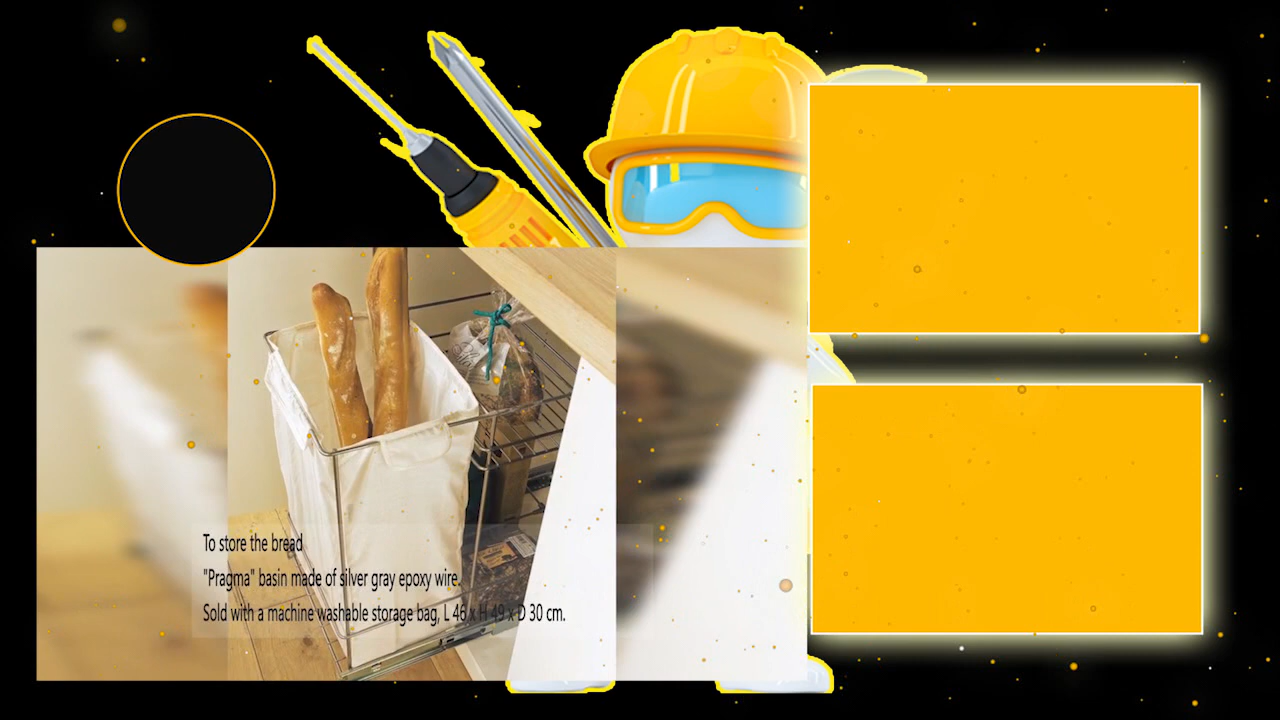 To store the bread
"Pragma" basin made of silver gray epoxy wire.
Sold with a machine washable storage bag, L 46 x H 49 x D 30 cm.